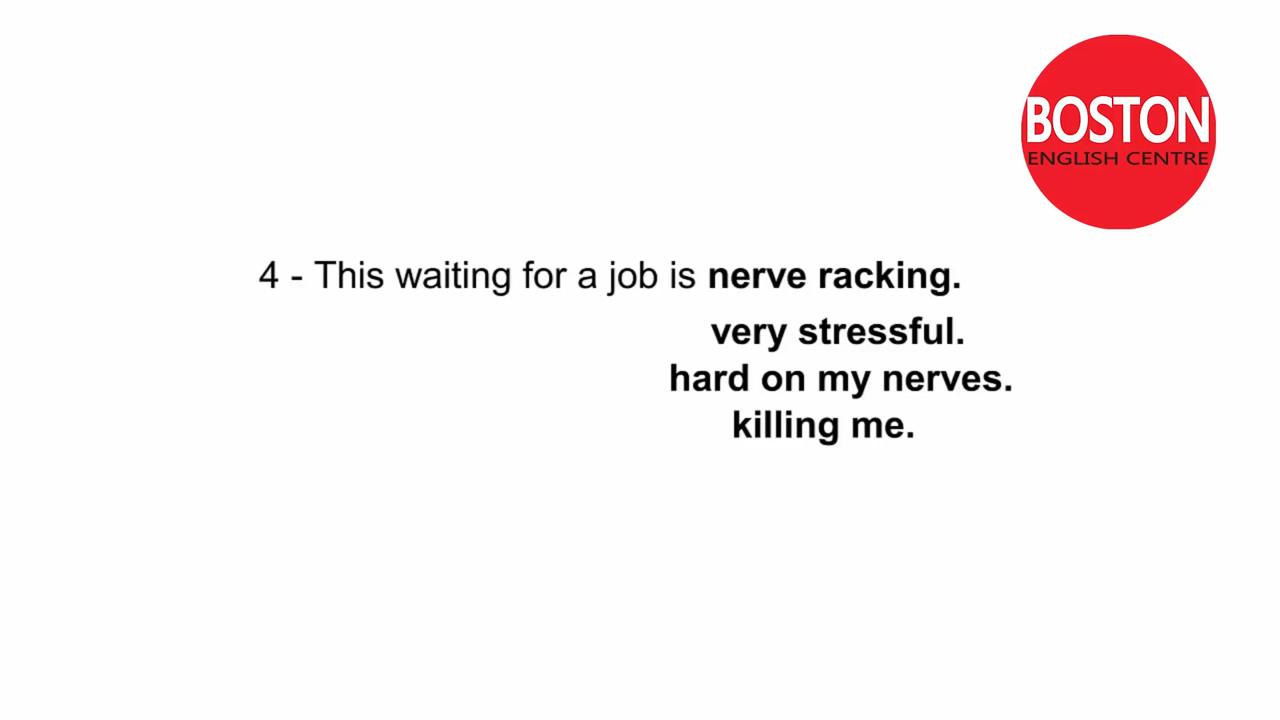 BOSTON
ENGLISH CENTRE
4 - This waiting for a job is nerve racking.
very stressful.
hard on my nerves.
killing me.